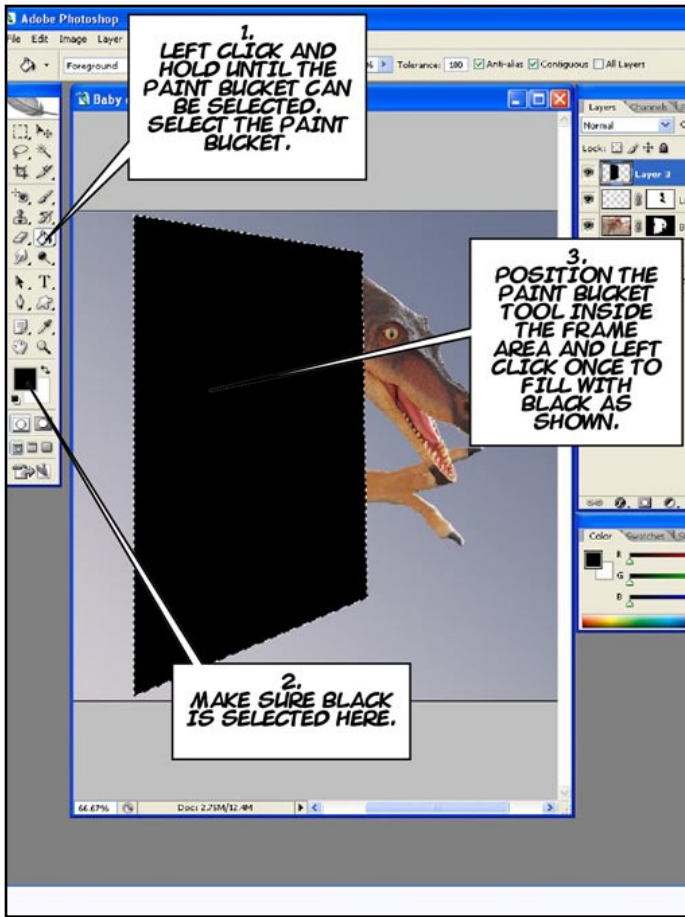 Adobe Photoshop
File Edit Image Layer
1.
LEFT CLICK AND
HOLD UNTIL THE
PAINT BUCKET CAN
BE SELECTED.
SELECT THE PAINT
BUCKET.
Foreground
% Tolerance: 100 Anti-alias Contiguous All Layers
Baby
Layers Channels
Normal
Lock:
Layer 3
3.
POSITION THE
PAINT BUCKET
TOOL INSIDE
THE FRAME
AREA AND LEFT
CLICK ONCE TO
FILL WITH
BLACK AS
SHOWN.
T
Color Swatches
R
G
B
2.
MAKE SURE BLACK
IS SELECTED HERE.
66.67% Doc: 2.75M/12.4M